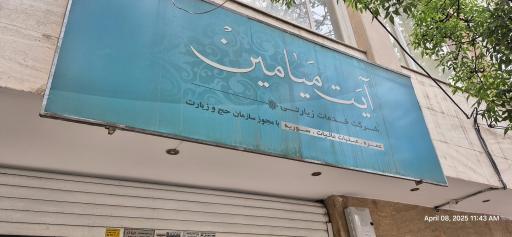 آیت میامین
شرکت خدمات زیارتی
عمره . عتبات عالیات . سوریه با مجوز سازمان حج و زیارت
April 08, 2025 11:43 AM